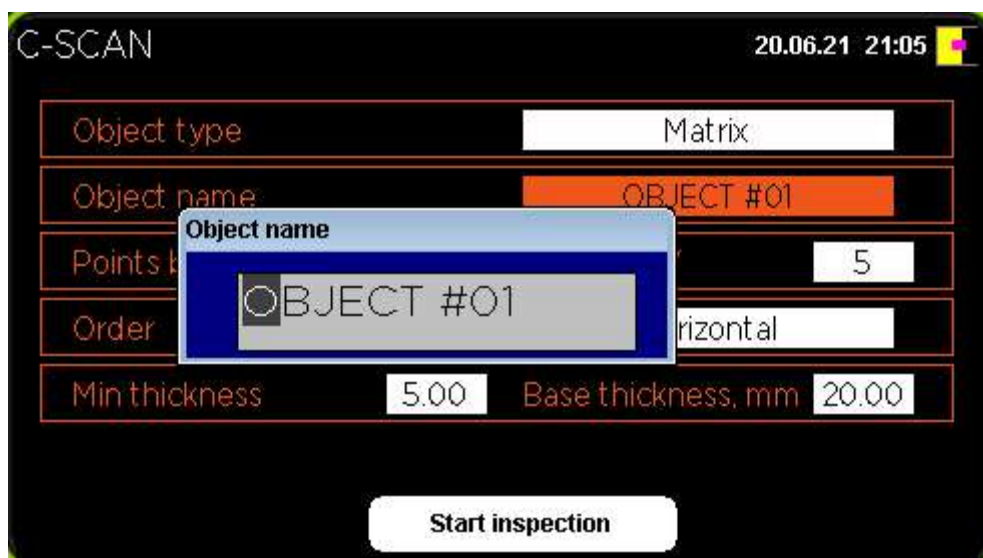 C-SCAN 20.06.21 21:05
Object type Matrix
Object name OBJECT #01
Object name
Points 5
OBJECT #01
Order
Min thickness 5.00 Base thickness, mm 20.00
Start inspection